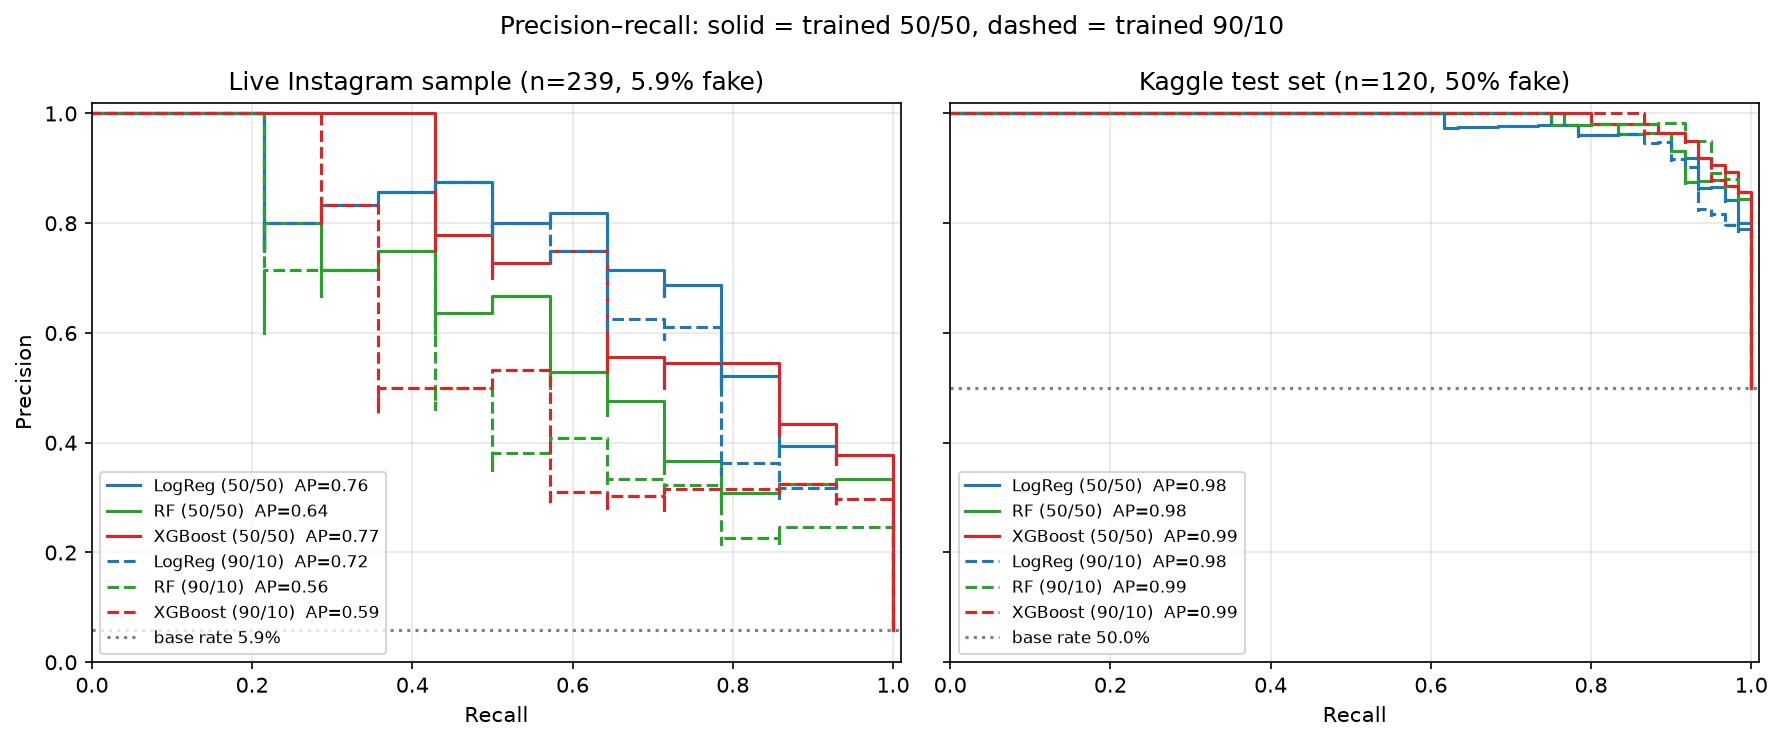 Precision–recall: solid = trained 50/50, dashed = trained 90/10
Live Instagram sample (n=239, 5.9% fake)
Precision
1.0
0.8
0.6
0.4
0.2
0.0
LogReg (50/50) AP=0.76
RF (50/50) AP=0.64
XGBoost (50/50) AP=0.77
LogReg (90/10) AP=0.72
RF (90/10) AP=0.56
XGBoost (90/10) AP=0.59
base rate 5.9%
0.0 0.2 0.4 0.6 0.8 1.0
Recall
Kaggle test set (n=120, 50% fake)
LogReg (50/50) AP=0.98
RF (50/50) AP=0.98
XGBoost (50/50) AP=0.99
LogReg (90/10) AP=0.98
RF (90/10) AP=0.99
XGBoost (90/10) AP=0.99
base rate 50.0%
0.0 0.2 0.4 0.6 0.8 1.0
Recall